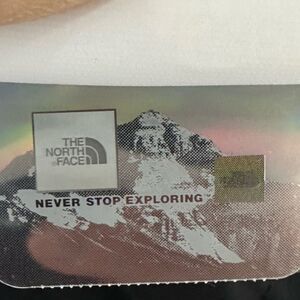 THE
NORTH
FACE
NEVER STOP EXPLORING